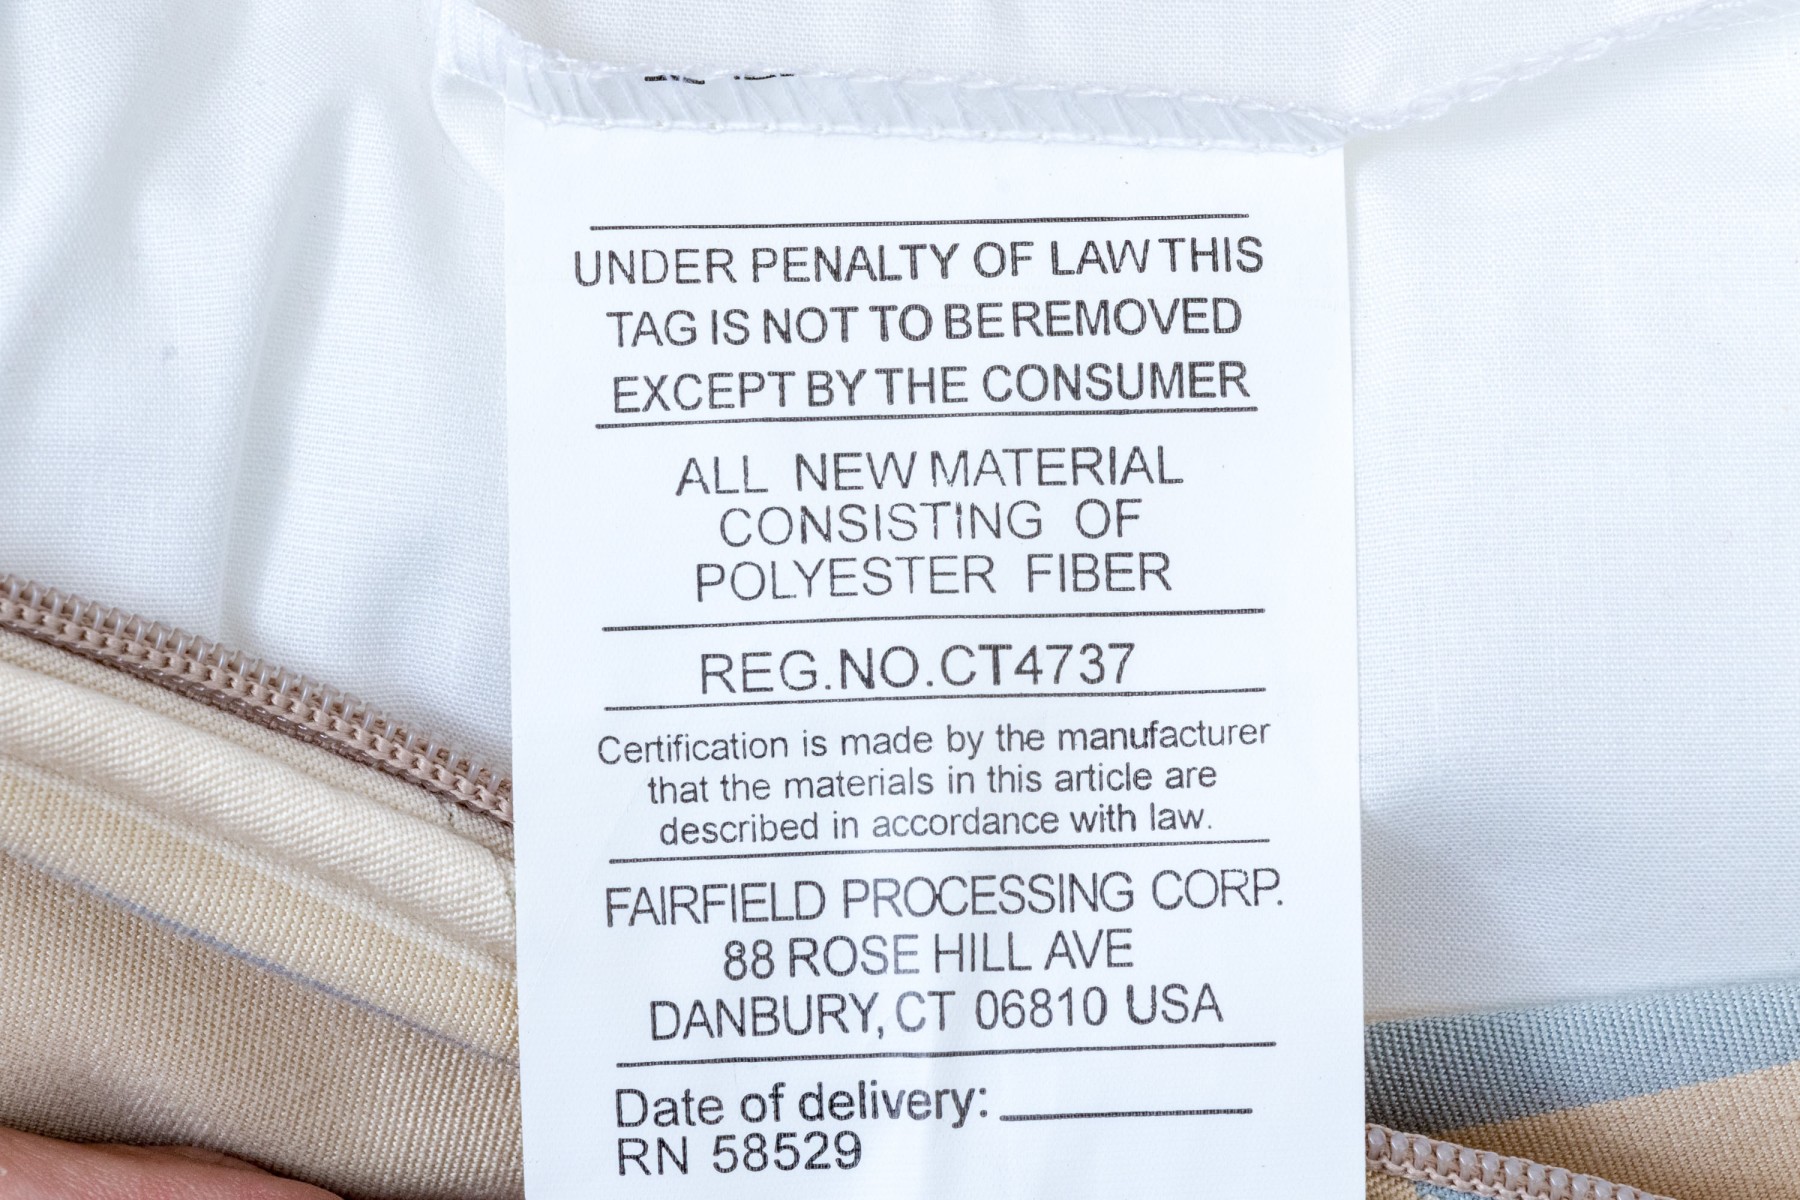 UNDER PENALTY OF LAW THIS
TAG IS NOT TO BE REMOVED
EXCEPT BY THE CONSUMER
ALL NEW MATERIAL
CONSISTING OF
POLYESTER FIBER
REG.NO.CT4737
Certification is made by the manufacturer
that the materials in this article are
described in accordance with law.
FAIRFIELD PROCESSING CORP.
88 ROSE HILL AVE
DANBURY, CT 06810 USA
Date of delivery:
RN 58529